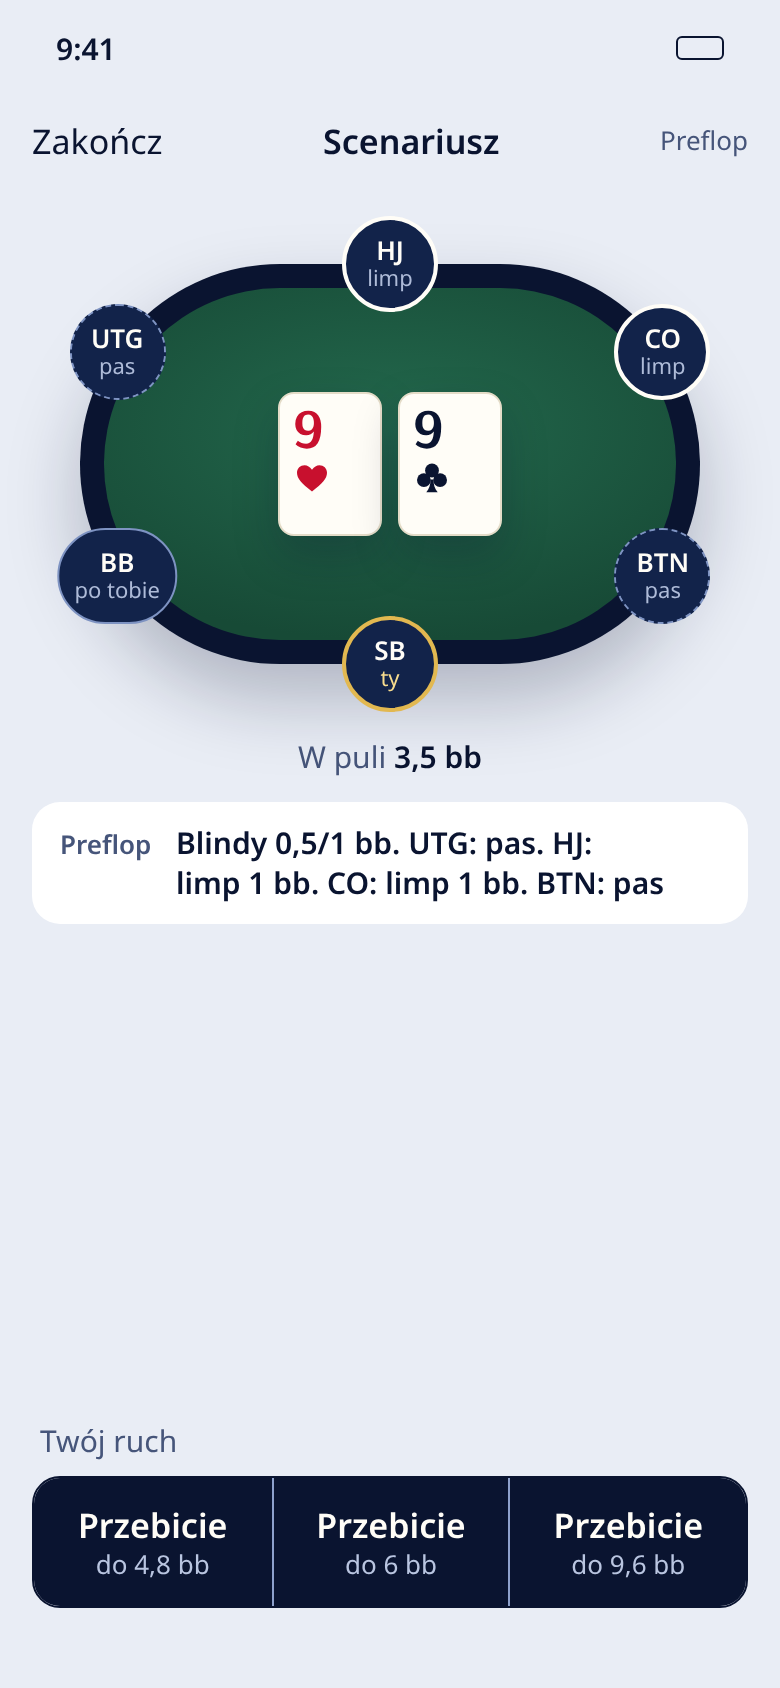 9:41
Zakończ Scenariusz Preflop
HJ
limp
UTG
pas
CO
limp
9 9
BB
po tobie
BTN
pas
SB
ty
W puli 3,5 bb
Preflop Blindy 0,5/1 bb. UTG: pas. HJ:
limp 1 bb. CO: limp 1 bb. BTN: pas
Twój ruch
Przebicie Przebicie Przebicie
do 4,8 bb do 6 bb do 9,6 bb